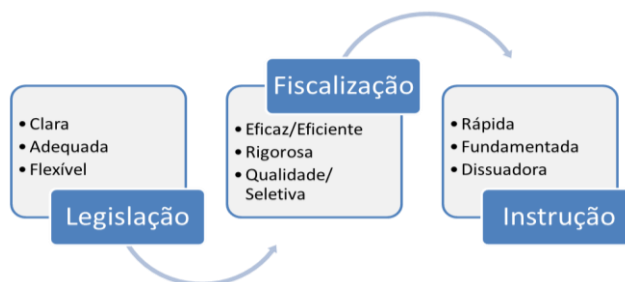 • Clara
• Adequada
• Flexível
Legislação
Fiscalização
• Eficaz/Eficiente
• Rigorosa
• Qualidade/
Seletiva
• Rápida
• Fundamentada
• Dissuadora
Instrução